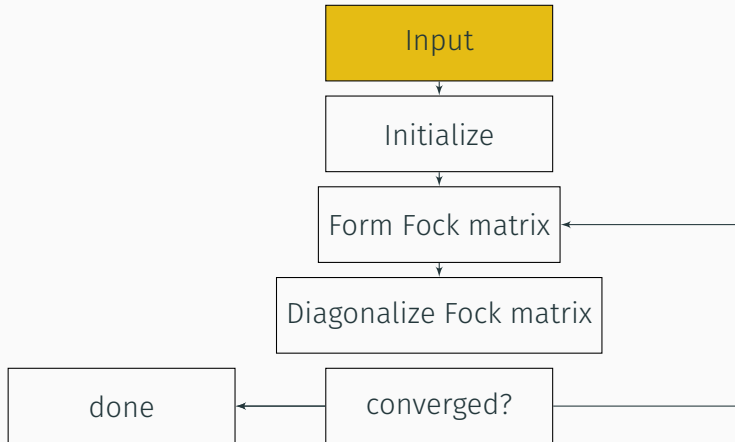 Input
Initialize
Form Fock matrix
Diagonalize Fock matrix
done
converged?